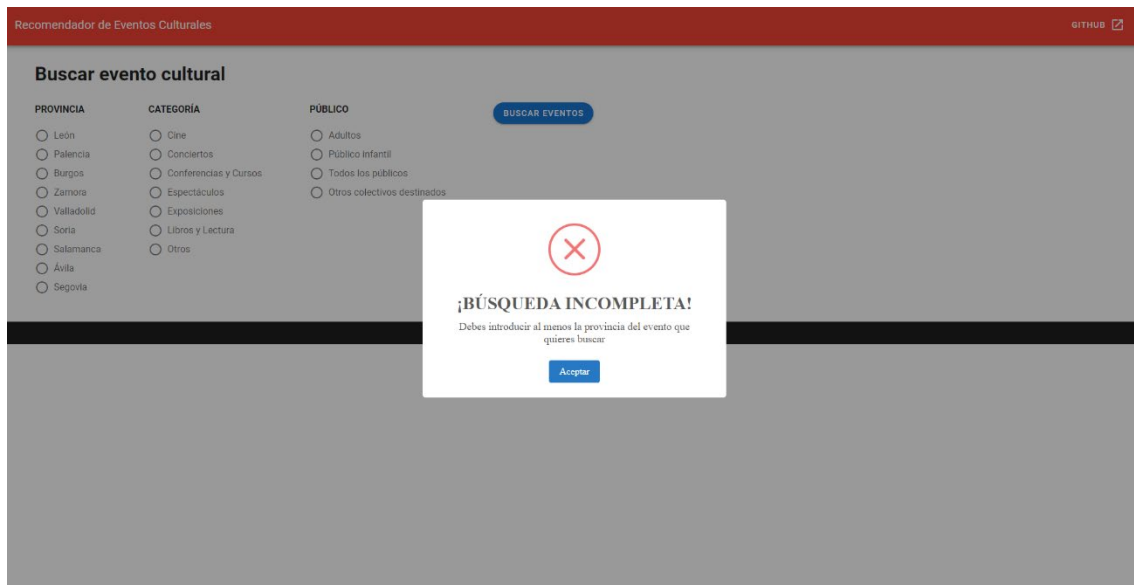 Recomendador de Eventos Culturales
GITHUB
Buscar evento cultural
PROVINCIA
León
Palencia
Burgos
Zamora
Valladolid
Soria
Salamanca
Ávila
Segovia
CATEGORÍA
Cine
Conciertos
Conferencias y Cursos
Espectáculos
Exposiciones
Libros y Lectura
Otros
PÚBLICO
Adultos
Público infantil
Todos los públicos
Otros colectivos destinados
BUSCAR EVENTOS
¡BÚSQUEDA INCOMPLETA!
Debes introducir al menos la provincia del evento que
quieres buscar
Aceptar